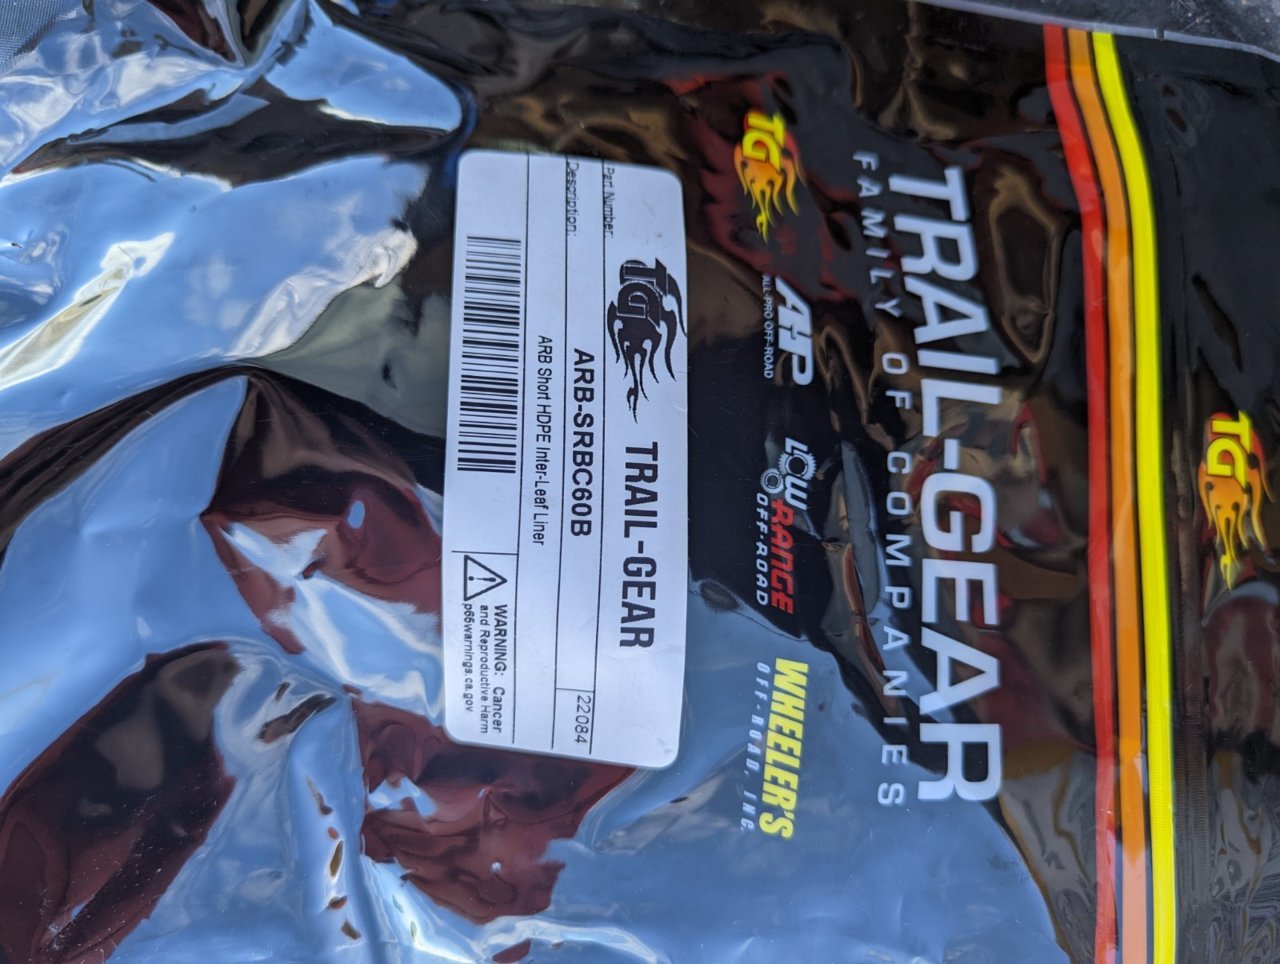 TG
TRAIL-GEAR
FAMILY OF COMPANIES
TG
A-P
ALL-PRO OFF-ROAD
LOW RANGE
OFF-ROAD
WHEELER'S
OFF-ROAD, INC.
TG TRAIL-GEAR
Part Number:
ARB-SRBC60B
22084
Description:
ARB Short HDPE Inter-Leaf Liner
WARNING: Cancer
and Reproductive Harm
p65warnings.ca.gov